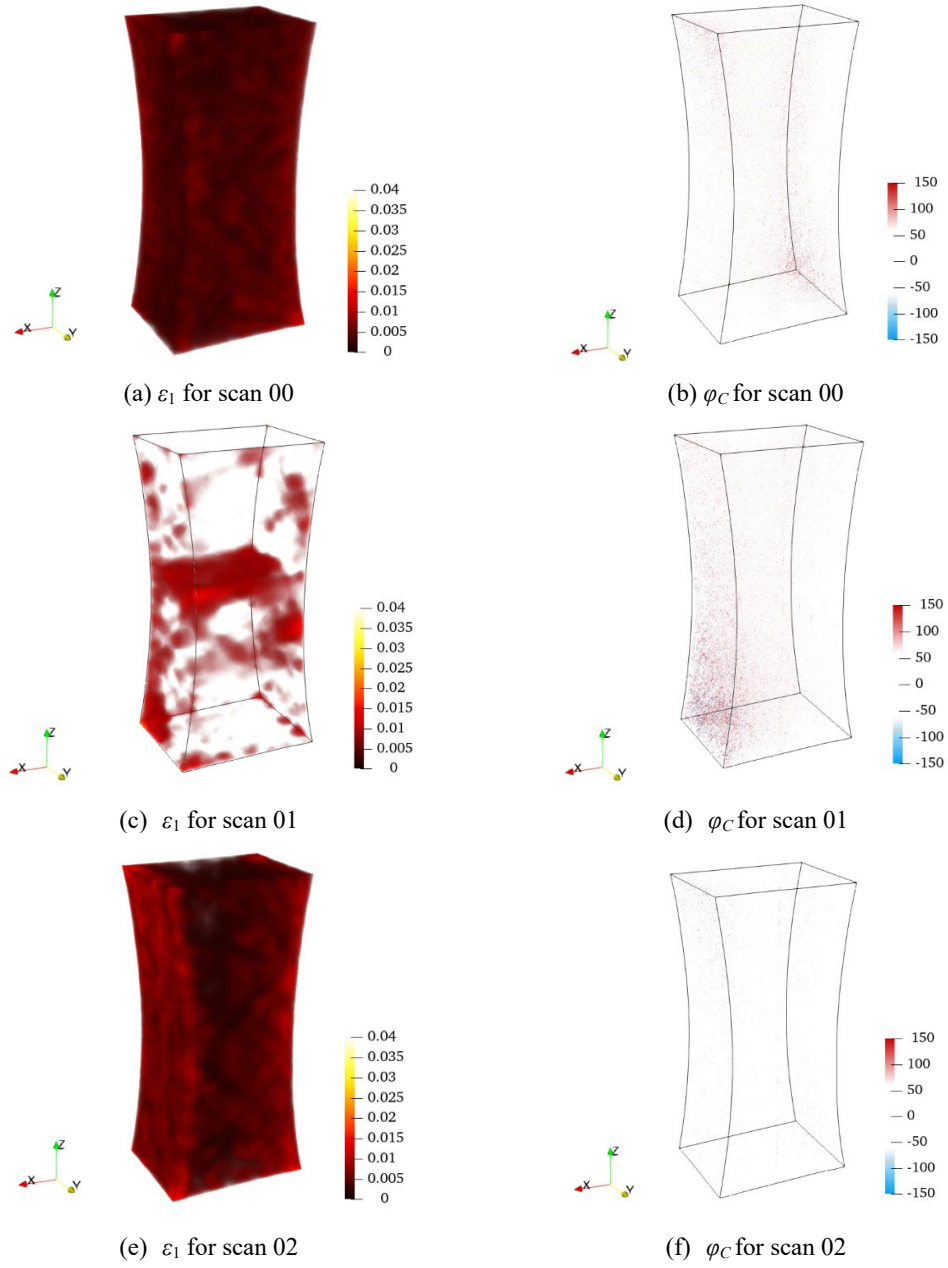 0.04
0.035
0.03
0.025
0.02
0.015
0.01
0.005
0
Z
X
Y
150
100
50
0
-50
-100
-150
Z
X
Y
(a) ε₁ for scan 00
(b) φC for scan 00
0.04
0.035
0.03
0.025
0.02
0.015
0.01
0.005
0
Z
X
Y
150
100
50
0
-50
-100
-150
Z
X
Y
(c) ε₁ for scan 01
(d) φC for scan 01
0.04
0.035
0.03
0.025
0.02
0.015
0.01
0.005
0
Z
X
Y
150
100
50
0
-50
-100
-150
Z
X
Y
(e) ε₁ for scan 02
(f) φC for scan 02